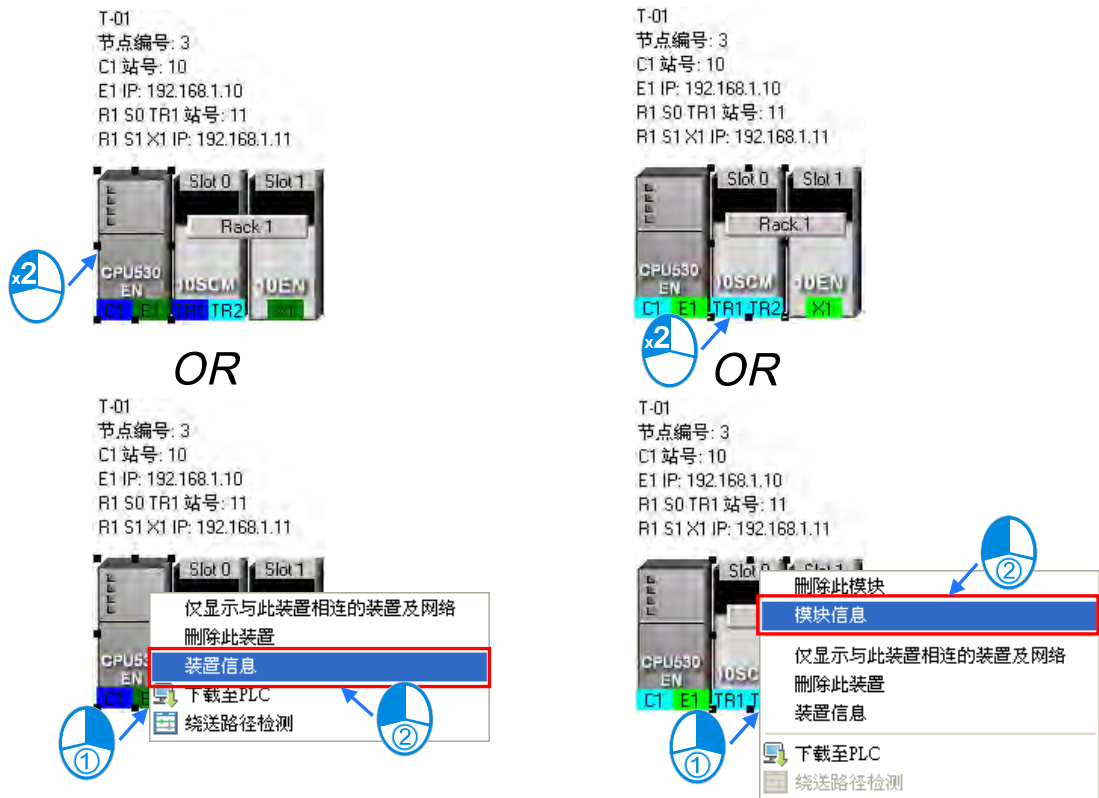 T-01
节点编号: 3
C1 站号: 10
E1 IP: 192.168.1.10
R1 S0 TR1 站号: 11
R1 S1 X1 IP: 192.168.1.11
Slot 0 Slot 1
Rack 1
x2
CPU530
EN
10SCM
10EN
C1 E1 TR1 TR2 X1
OR
T-01
节点编号: 3
C1 站号: 10
E1 IP: 192.168.1.10
R1 S0 TR1 站号: 11
R1 S1 X1 IP: 192.168.1.11
Slot 0 Slot 1
仅显示与此装置相连的装置及网络
删除此装置
装置信息
下载至PLC
绕送路径检测
CPU53
EN
C1 E
①
②
T-01
节点编号: 3
C1 站号: 10
E1 IP: 192.168.1.10
R1 S0 TR1 站号: 11
R1 S1 X1 IP: 192.168.1.11
Slot 0 Slot 1
Rack 1
CPU530
EN
10SCM
10EN
C1 E1 TR1 TR2 X1
x2
OR
T-01
节点编号: 3
C1 站号: 10
E1 IP: 192.168.1.10
R1 S0 TR1 站号: 11
R1 S1 X1 IP: 192.168.1.11
Slot 0 Slot 1
②
删除此模块
模块信息
仅显示与此装置相连的装置及网络
删除此装置
装置信息
下载至PLC
绕送路径检测
CPU530
EN
10SC
C1 E1 TR1 T
①